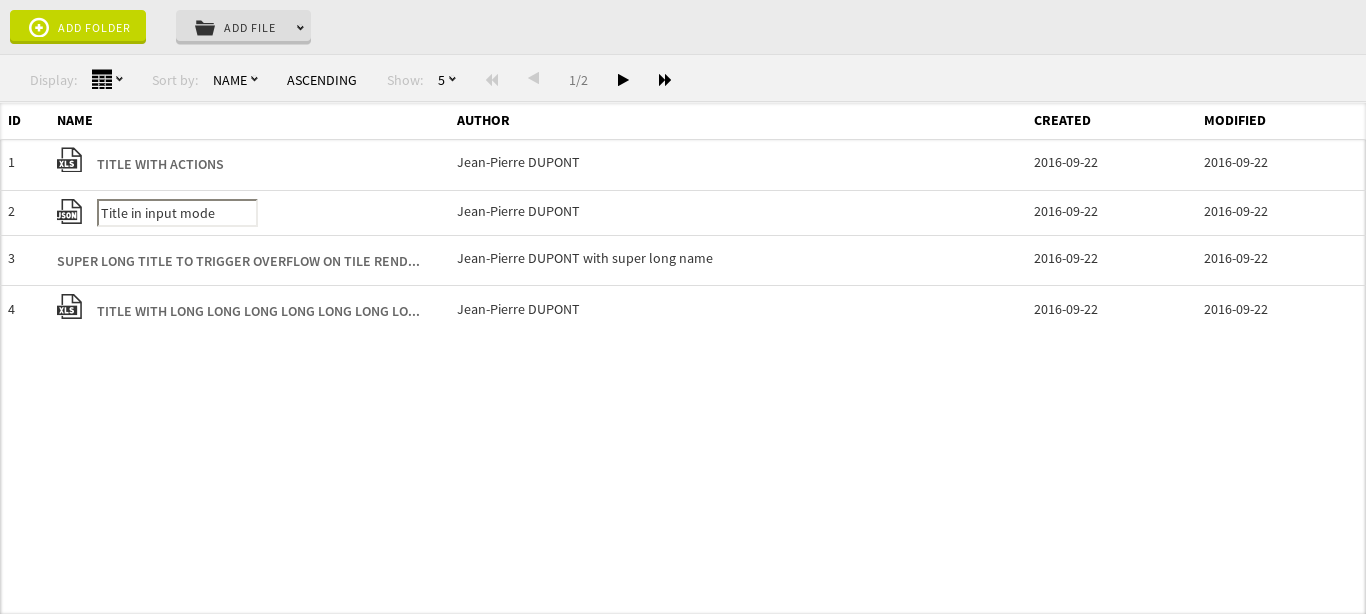 ADD FOLDER ADD FILE
Display: Sort by: NAME ASCENDING Show: 5 1/2
ID NAME AUTHOR CREATED MODIFIED
1 XLS TITLE WITH ACTIONS Jean-Pierre DUPONT 2016-09-22 2016-09-22
2 JSON Title in input mode Jean-Pierre DUPONT 2016-09-22 2016-09-22
3 SUPER LONG TITLE TO TRIGGER OVERFLOW ON TILE REND... Jean-Pierre DUPONT with super long name 2016-09-22 2016-09-22
4 XLS TITLE WITH LONG LONG LONG LONG LONG LONG LO... Jean-Pierre DUPONT 2016-09-22 2016-09-22